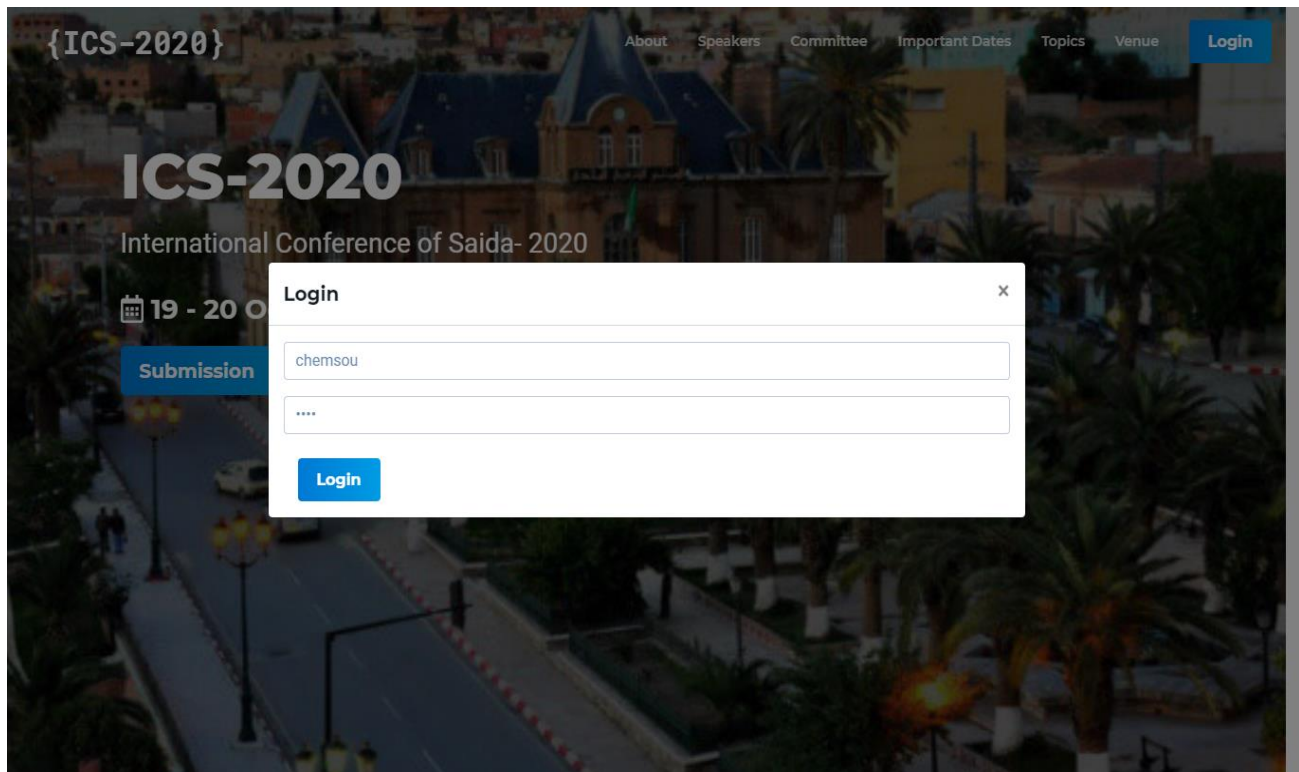 {ICS-2020}
About Speakers Committee Important Dates Topics Venue Login
ICS-2020
International Conference of Saida- 2020
19 - 20 O
Submission
Login ×
chemsou
••••
Login